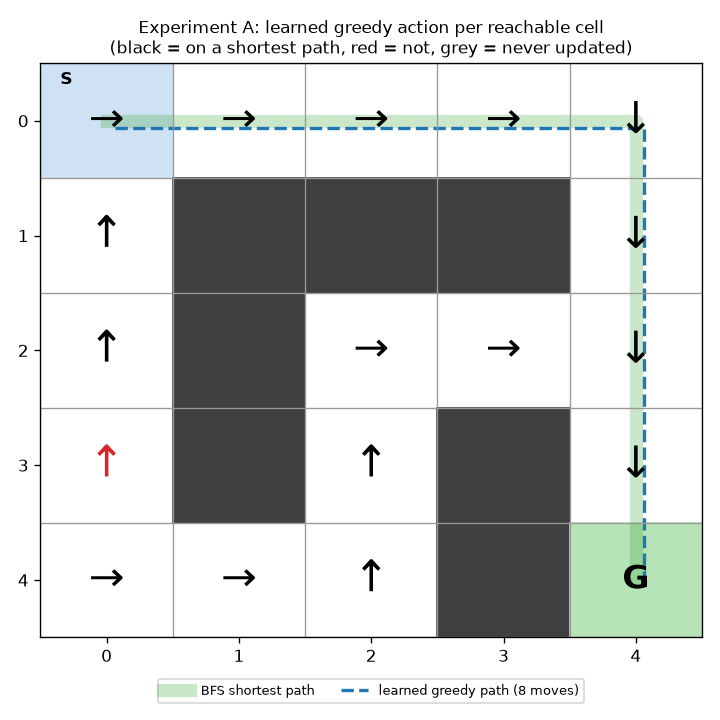 Experiment A: learned greedy action per reachable cell
(black = on a shortest path, red = not, grey = never updated)
S
0
1
2
3
4
G
0 1 2 3 4
BFS shortest path learned greedy path (8 moves)